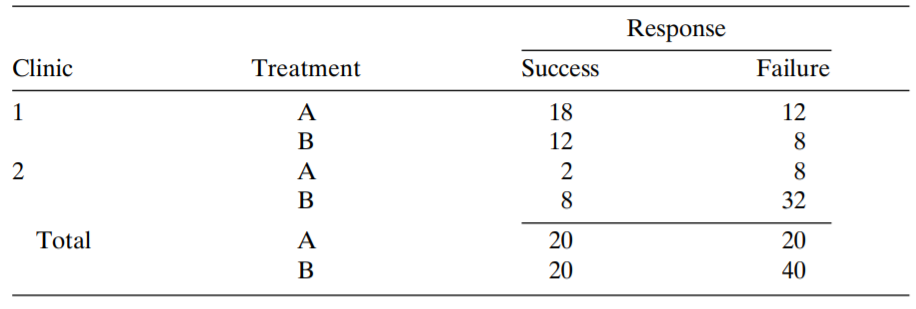 Response
Clinic Treatment Success Failure
1 A 18 12
B 12 8
2 A 2 8
B 8 32
Total A 20 20
B 20 40